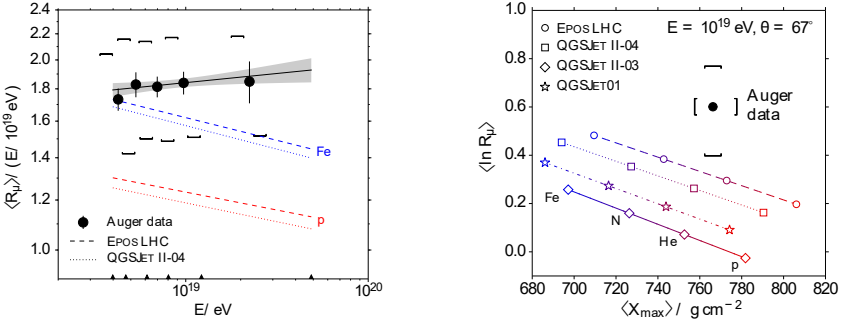 2.4
2.2
2.0
1.8
1.6
1.4
1.2
1.0
⟨Rμ⟩/ (E/ 10¹⁹ eV)
Fe
p
Auger data
EPOS LHC
QGSJET II-04
10¹⁹
10²⁰
E/ eV
1.0
0.8
0.6
0.4
0.2
0.0
⟨ln Rμ⟩
EPOS LHC
QGSJET II-04
QGSJET II-03
QGSJET01
E = 10¹⁹ eV, θ = 67°
Auger
data
Fe
N
He
p
680
700
720
740
760
780
800
820
⟨Xmax⟩/ g cm⁻²